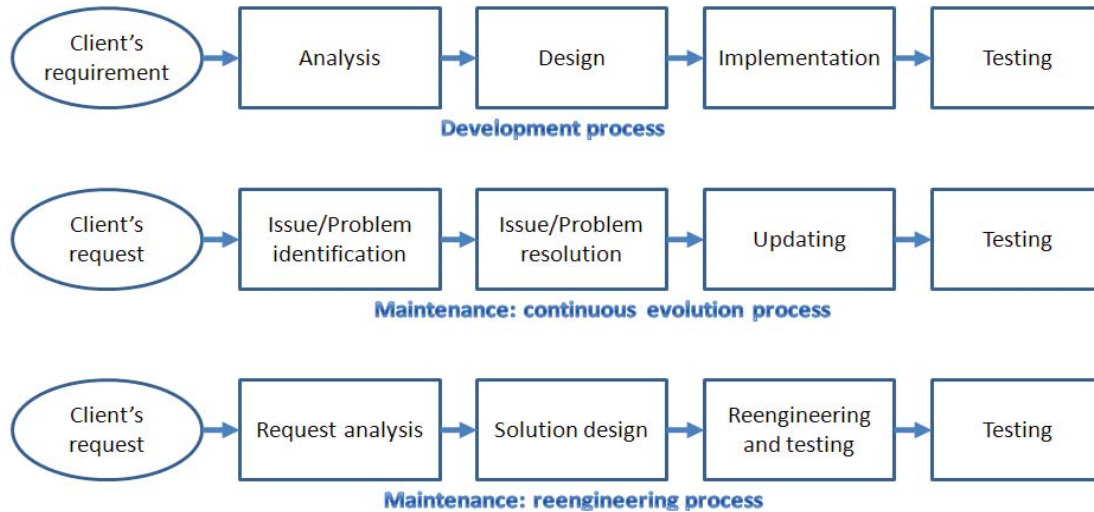 Client's
requirement
Analysis
Design
Implementation
Testing
Development process
Client's
request
Issue/Problem
identification
Issue/Problem
resolution
Updating
Testing
Maintenance: continuous evolution process
Client's
request
Request analysis
Solution design
Reengineering
and testing
Testing
Maintenance: reengineering process